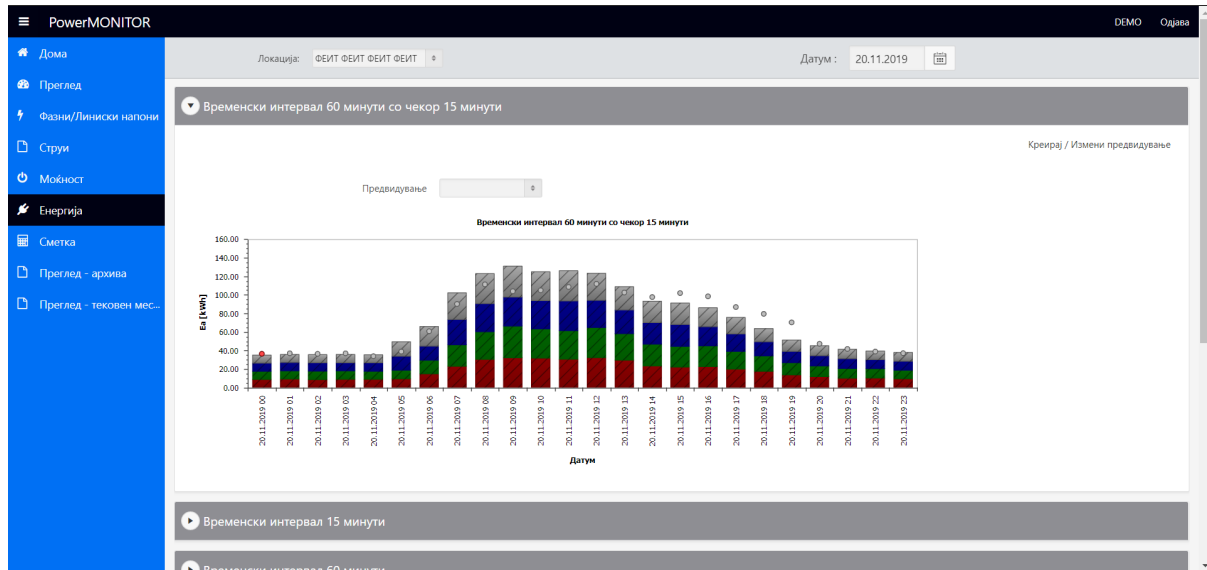 PowerMONITOR
DEMO Одјава
Дома
Преглед
Фазни/Линиски напони
Струи
Моќност
Енергија
Сметка
Преглед - архива
Преглед - тековен мес...
Локација: ФЕИТ ФЕИТ ФЕИТ ФЕИТ
Датум : 20.11.2019
Временски интервал 60 минути со чекор 15 минути
Креирај / Измени предвидување
Предвидување
Временски интервал 60 минути со чекор 15 минути
Ea [kWh]
160.00
140.00
120.00
100.00
80.00
60.00
40.00
20.00
0.00
20.11.2019 00
20.11.2019 01
20.11.2019 02
20.11.2019 03
20.11.2019 04
20.11.2019 05
20.11.2019 06
20.11.2019 07
20.11.2019 08
20.11.2019 09
20.11.2019 10
20.11.2019 11
20.11.2019 12
20.11.2019 13
20.11.2019 14
20.11.2019 15
20.11.2019 16
20.11.2019 17
20.11.2019 18
20.11.2019 19
20.11.2019 20
20.11.2019 21
20.11.2019 22
20.11.2019 23
Датум
Временски интервал 15 минути
Временски интервал 60 минути